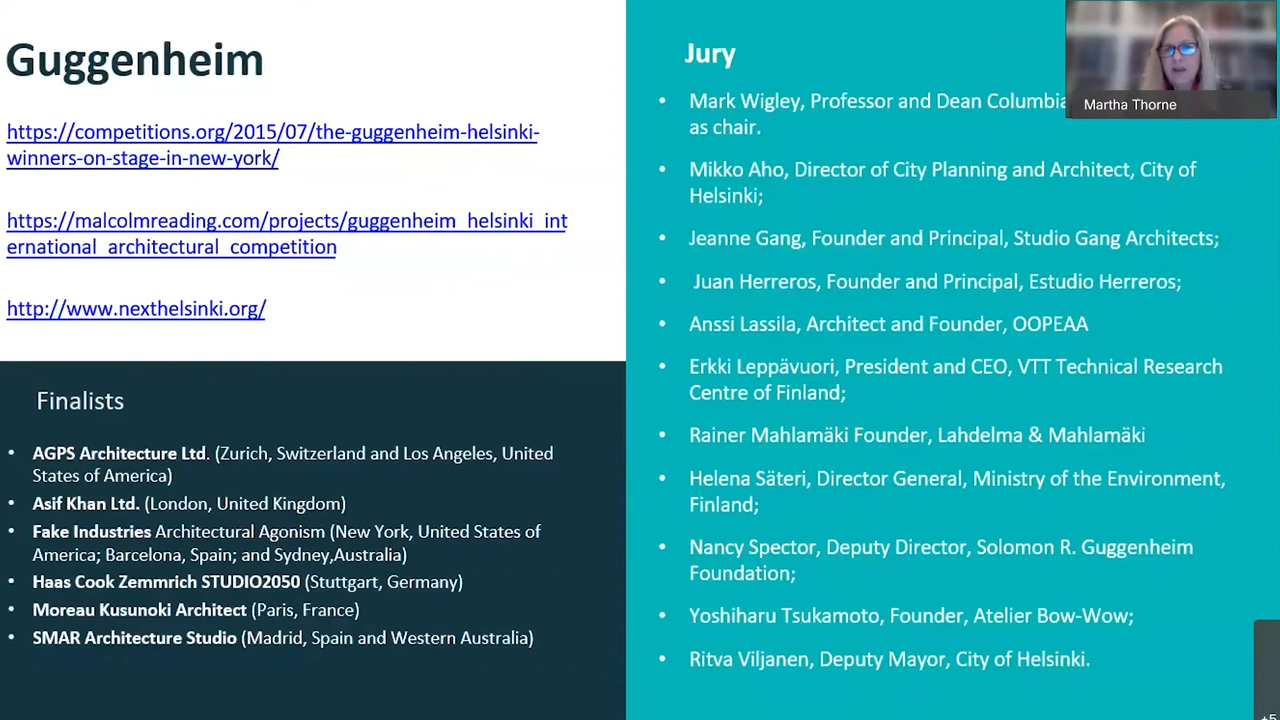 Guggenheim
https://competitions.org/2015/07/the-guggenheim-helsinki-
winners-on-stage-in-new-york/
https://malcolmreading.com/projects/guggenheim_helsinki_int
ernational_architectural_competition
http://www.nexthelsinki.org/
Finalists
• AGPS Architecture Ltd. (Zurich, Switzerland and Los Angeles, United
States of America)
• Asif Khan Ltd. (London, United Kingdom)
• Fake Industries Architectural Agonism (New York, United States of
America; Barcelona, Spain; and Sydney,Australia)
• Haas Cook Zemmrich STUDIO2050 (Stuttgart, Germany)
• Moreau Kusunoki Architect (Paris, France)
• SMAR Architecture Studio (Madrid, Spain and Western Australia)
Jury
• Mark Wigley, Professor and Dean Columbia
as chair.
• Mikko Aho, Director of City Planning and Architect, City of
Helsinki;
• Jeanne Gang, Founder and Principal, Studio Gang Architects;
• Juan Herreros, Founder and Principal, Estudio Herreros;
• Anssi Lassila, Architect and Founder, OOPEAA
• Erkki Leppävuori, President and CEO, VTT Technical Research
Centre of Finland;
• Rainer Mahlamäki Founder, Lahdelma & Mahlamäki
• Helena Säteri, Director General, Ministry of the Environment,
Finland;
• Nancy Spector, Deputy Director, Solomon R. Guggenheim
Foundation;
• Yoshiharu Tsukamoto, Founder, Atelier Bow-Wow;
• Ritva Viljanen, Deputy Mayor, City of Helsinki.
Martha Thorne